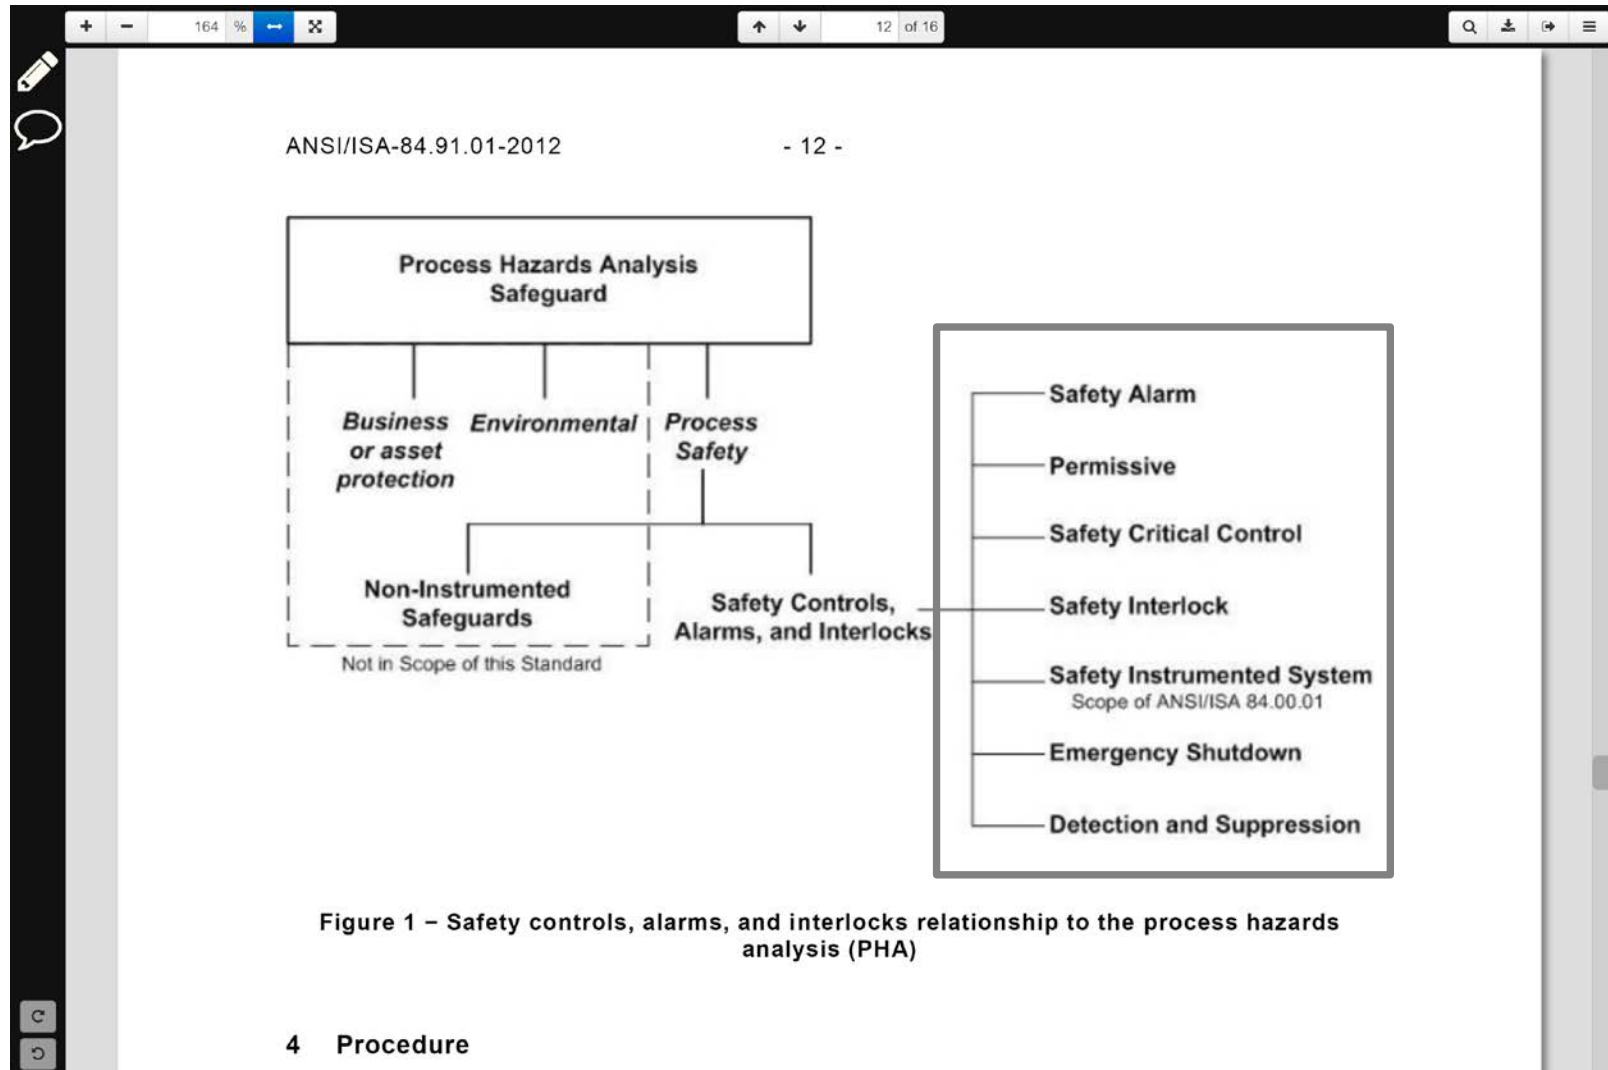 164 %
12 of 16
ANSI/ISA-84.91.01-2012 - 12 -
Process Hazards Analysis
Safeguard
Business
or asset
protection
Environmental
Process
Safety
Non-Instrumented
Safeguards
Not in Scope of this Standard
Safety Controls,
Alarms, and Interlocks
Safety Alarm
Permissive
Safety Critical Control
Safety Interlock
Safety Instrumented System
Scope of ANSI/ISA 84.00.01
Emergency Shutdown
Detection and Suppression
Figure 1 – Safety controls, alarms, and interlocks relationship to the process hazards
analysis (PHA)
4 Procedure